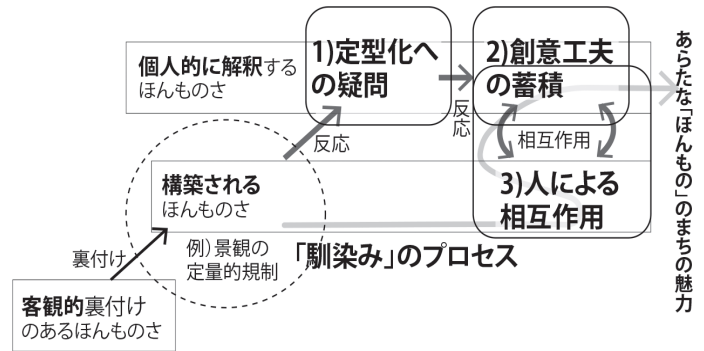 個人的に解釈する
ほんものさ
1)定型化へ
の疑問
2)創意工夫
の蓄積
反応
反応
相互作用
構築される
ほんものさ
3)人による
相互作用
例)景観の
定量的規制
「馴染み」のプロセス
裏付け
客観的裏付け
のあるほんものさ
あらたな「ほんもの」のまちの魅力